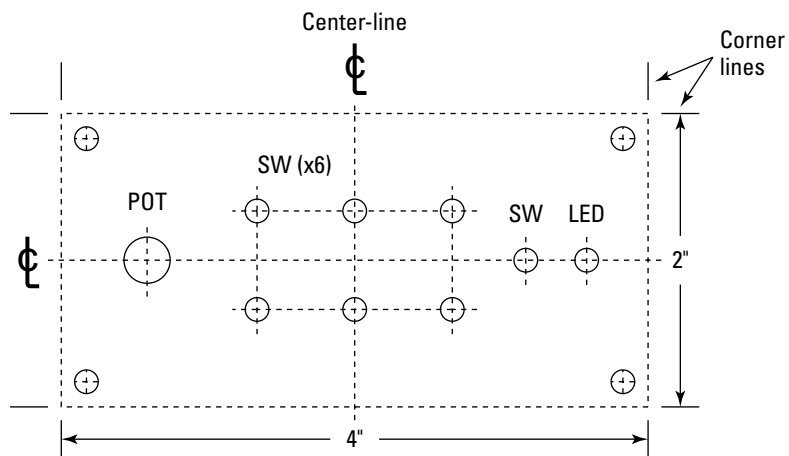 Center-line
℄
Corner
lines
SW (x6)
POT
SW LED
℄
2"
4"